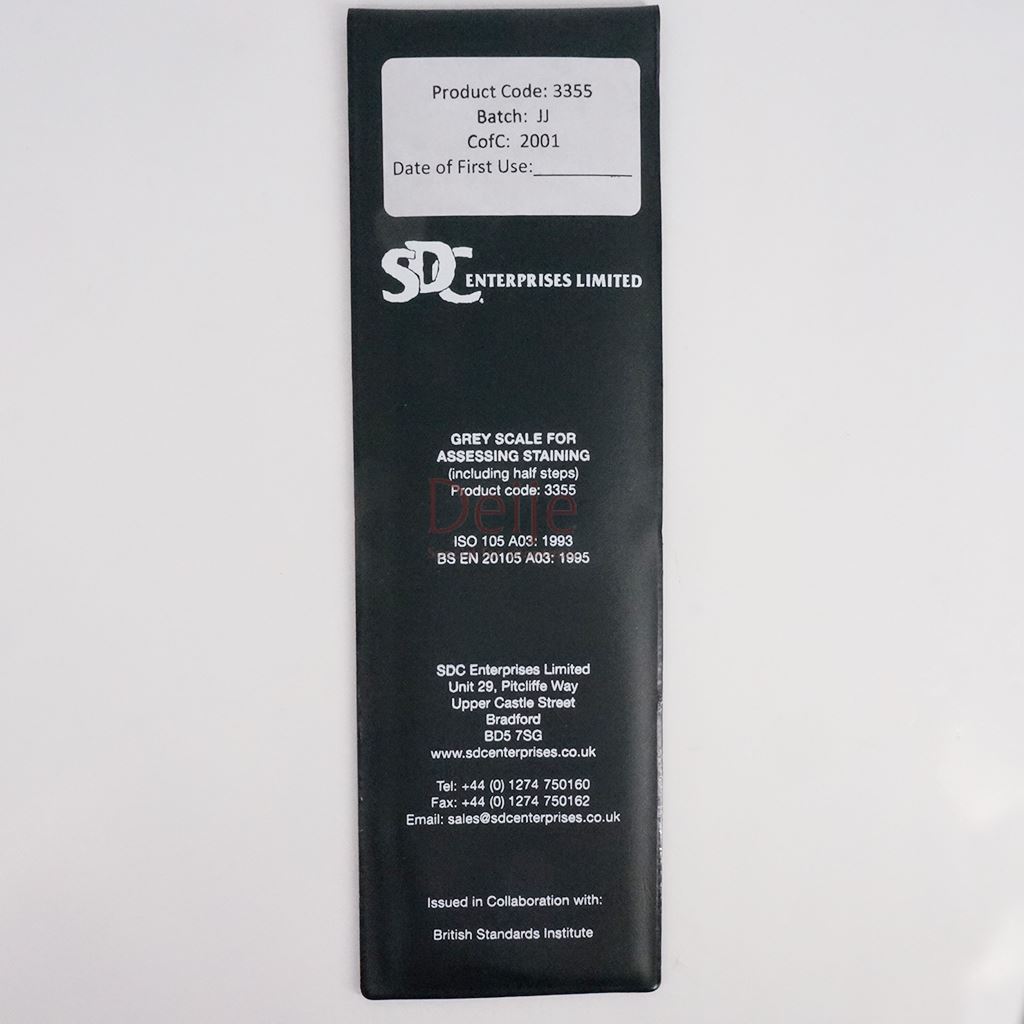 Product Code: 3355
Batch: JJ
CofC: 2001
Date of First Use:__________
SDC ENTERPRISES LIMITED
GREY SCALE FOR
ASSESSING STAINING
(including half steps)
Product code: 3355
Deije
ISO 105 A03: 1993
BS EN 20105 A03: 1995
SDC Enterprises Limited
Unit 29, Pitcliffe Way
Upper Castle Street
Bradford
BD5 7SG
www.sdcenterprises.co.uk
Tel: +44 (0) 1274 750160
Fax: +44 (0) 1274 750162
Email: sales@sdcenterprises.co.uk
Issued in Collaboration with:
British Standards Institute